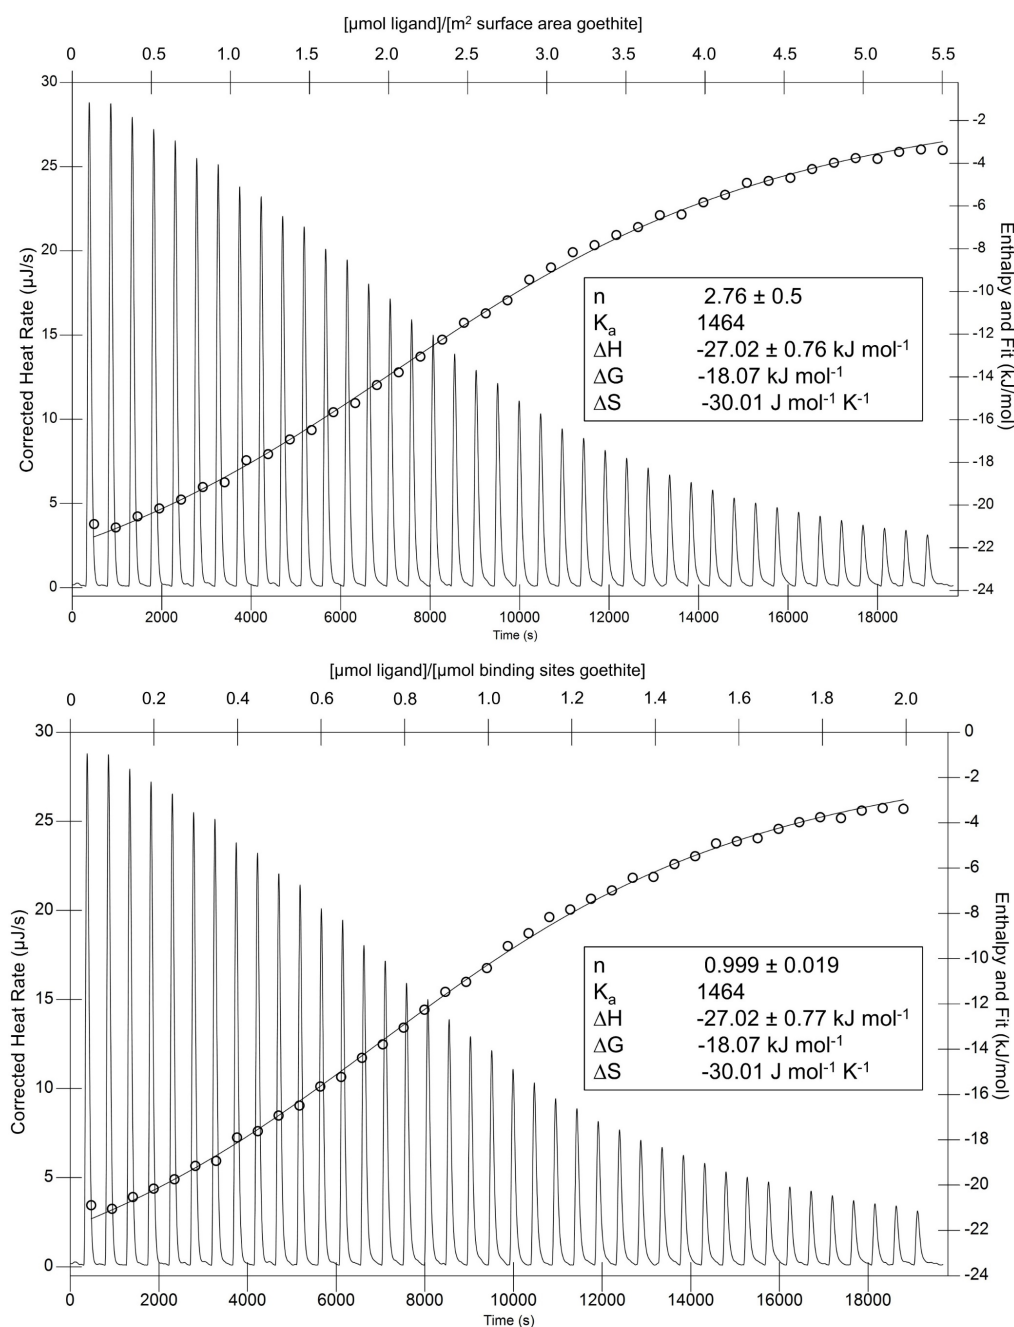 [µmol ligand]/[m² surface area goethite]
0 0.5 1.0 1.5 2.0 2.5 3.0 3.5 4.0 4.5 5.0 5.5
30
25
20
15
10
5
0
Corrected Heat Rate (µJ/s)
-2
-4
-6
-8
-10
-12
-14
-16
-18
-20
-22
-24
Enthalpy and Fit (kJ/mol)
n 2.76 ± 0.5
Kₐ 1464
ΔH -27.02 ± 0.76 kJ mol⁻¹
ΔG -18.07 kJ mol⁻¹
ΔS -30.01 J mol⁻¹ K⁻¹
0 2000 4000 6000 8000 10000 12000 14000 16000 18000
Time (s)
[µmol ligand]/[µmol binding sites goethite]
0 0.2 0.4 0.6 0.8 1.0 1.2 1.4 1.6 1.8 2.0
30
25
20
15
10
5
0
Corrected Heat Rate (µJ/s)
0
-2
-4
-6
-8
-10
-12
-14
-16
-18
-20
-22
-24
Enthalpy and Fit (kJ/mol)
n 0.999 ± 0.019
Kₐ 1464
ΔH -27.02 ± 0.77 kJ mol⁻¹
ΔG -18.07 kJ mol⁻¹
ΔS -30.01 J mol⁻¹ K⁻¹
0 2000 4000 6000 8000 10000 12000 14000 16000 18000
Time (s)